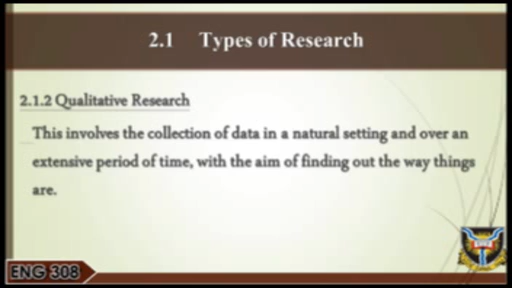 2.1 Types of Research
2.1.2 Qualitative Research
This involves the collection of data in a natural setting and over an
extensive period of time, with the aim of finding out the way things
are.
ENG 308